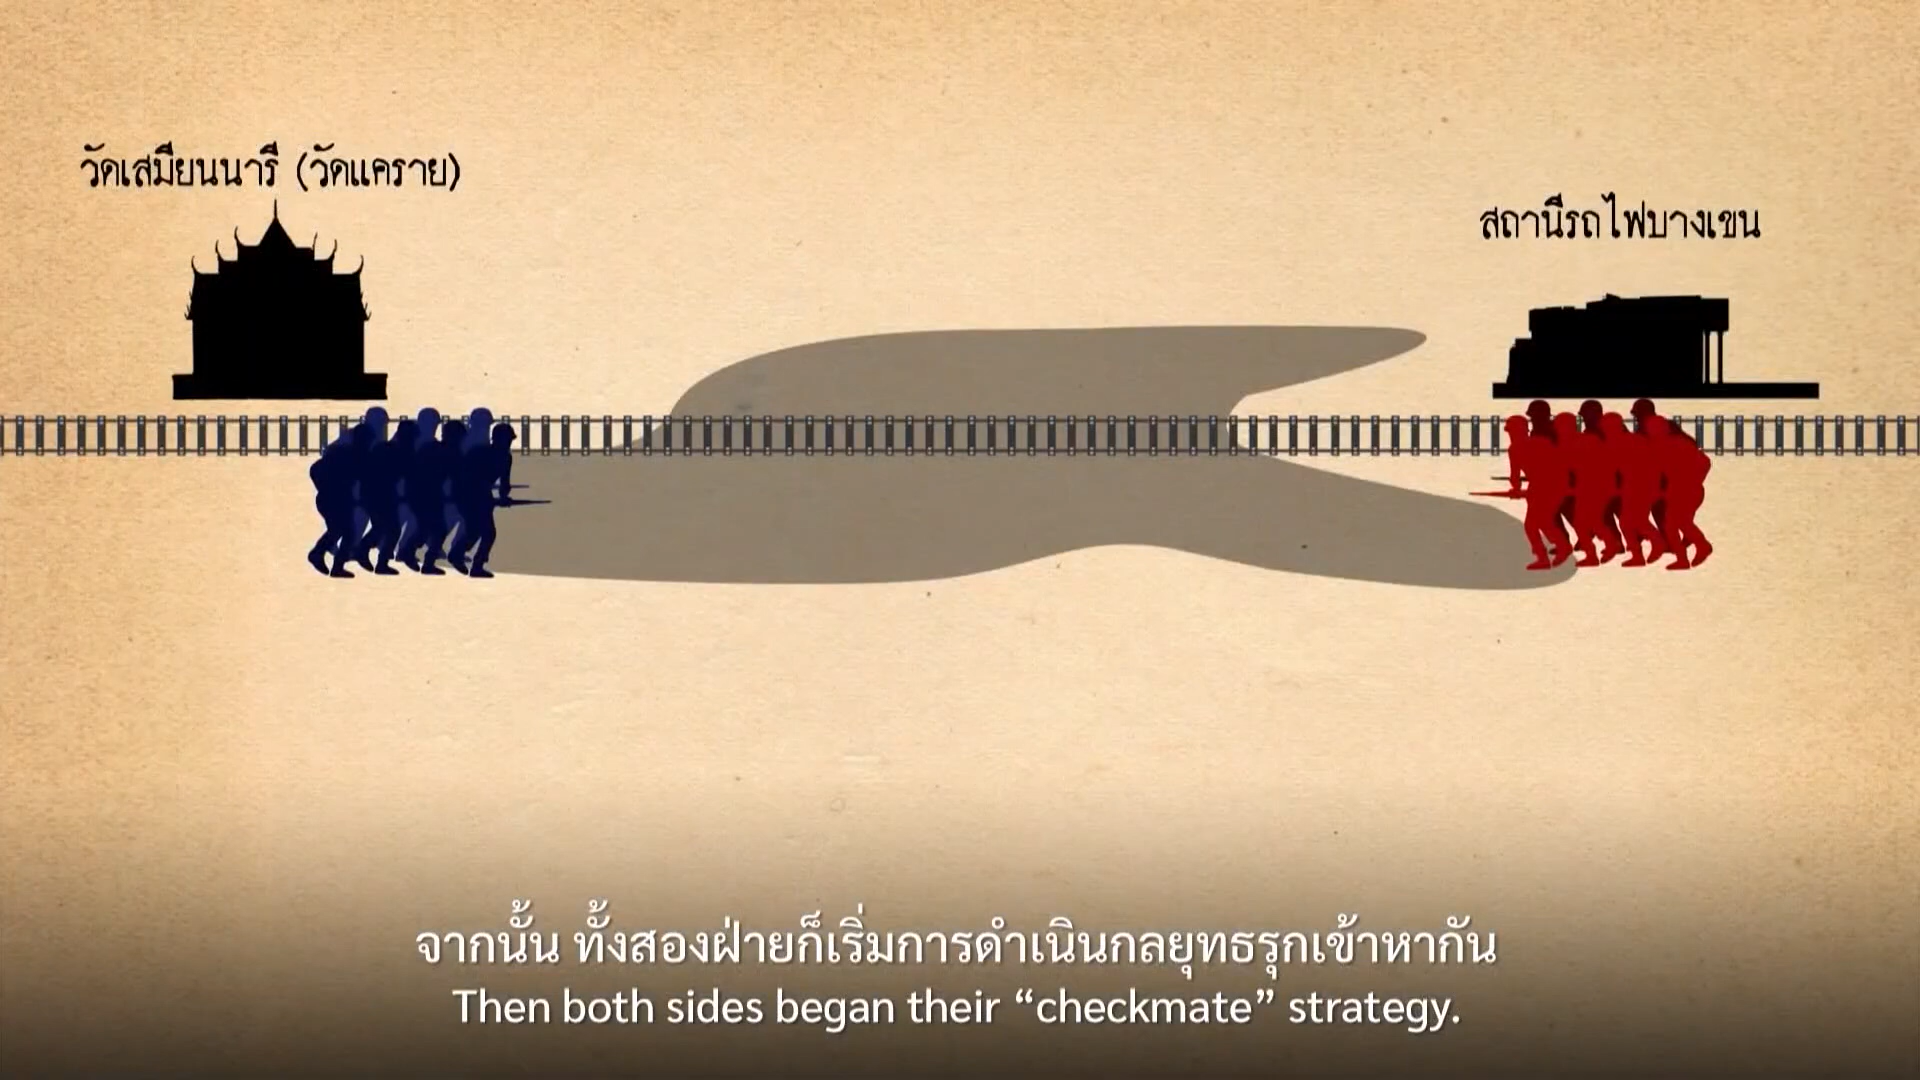 วัดเสมียนนารี (วัดแคราย)
สถานีรถไฟบางเขน
จากนั้น ทั้งสองฝ่ายก็เริ่มการดำเนินกลยุทธรุกเข้าหากัน
Then both sides began their “checkmate” strategy.